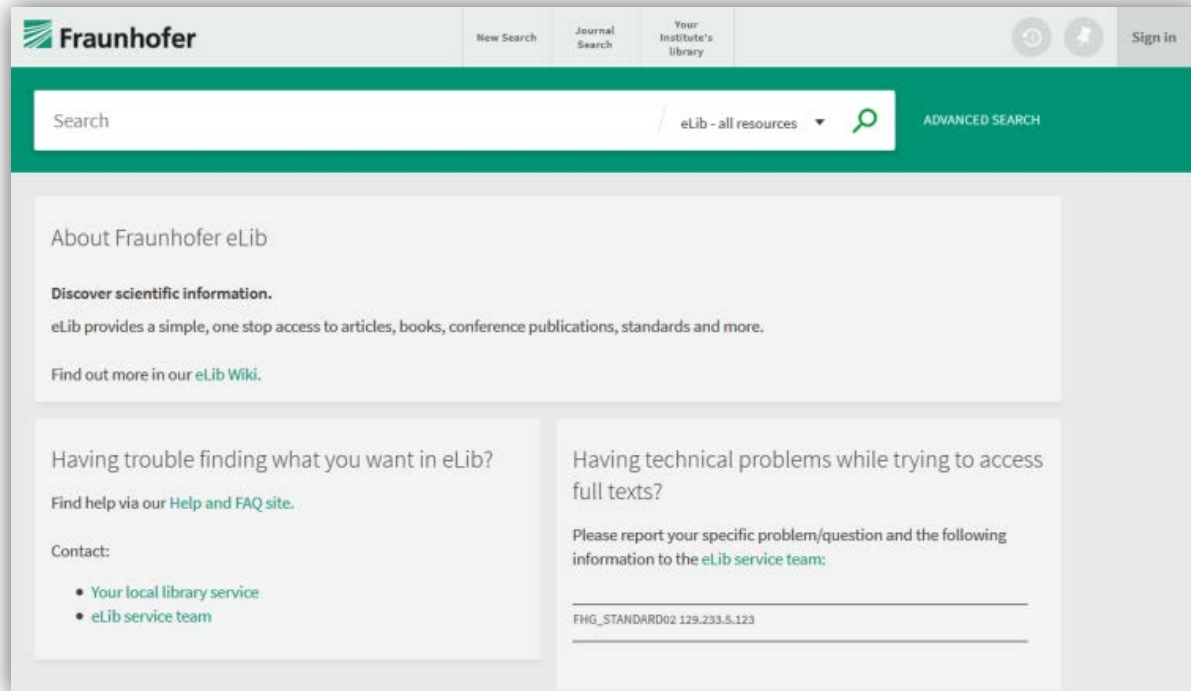 Fraunhofer
New Search
Journal
Search
Your
Institute's
library
Sign in
Search
eLib - all resources
ADVANCED SEARCH
About Fraunhofer eLib
Discover scientific information.
eLib provides a simple, one stop access to articles, books, conference publications, standards and more.
Find out more in our eLib Wiki.
Having trouble finding what you want in eLib?
Find help via our Help and FAQ site.
Contact:
• Your local library service
• eLib service team
Having technical problems while trying to access
full texts?
Please report your specific problem/question and the following
information to the eLib service team:
FHG_STANDARD02 129.233.5.123